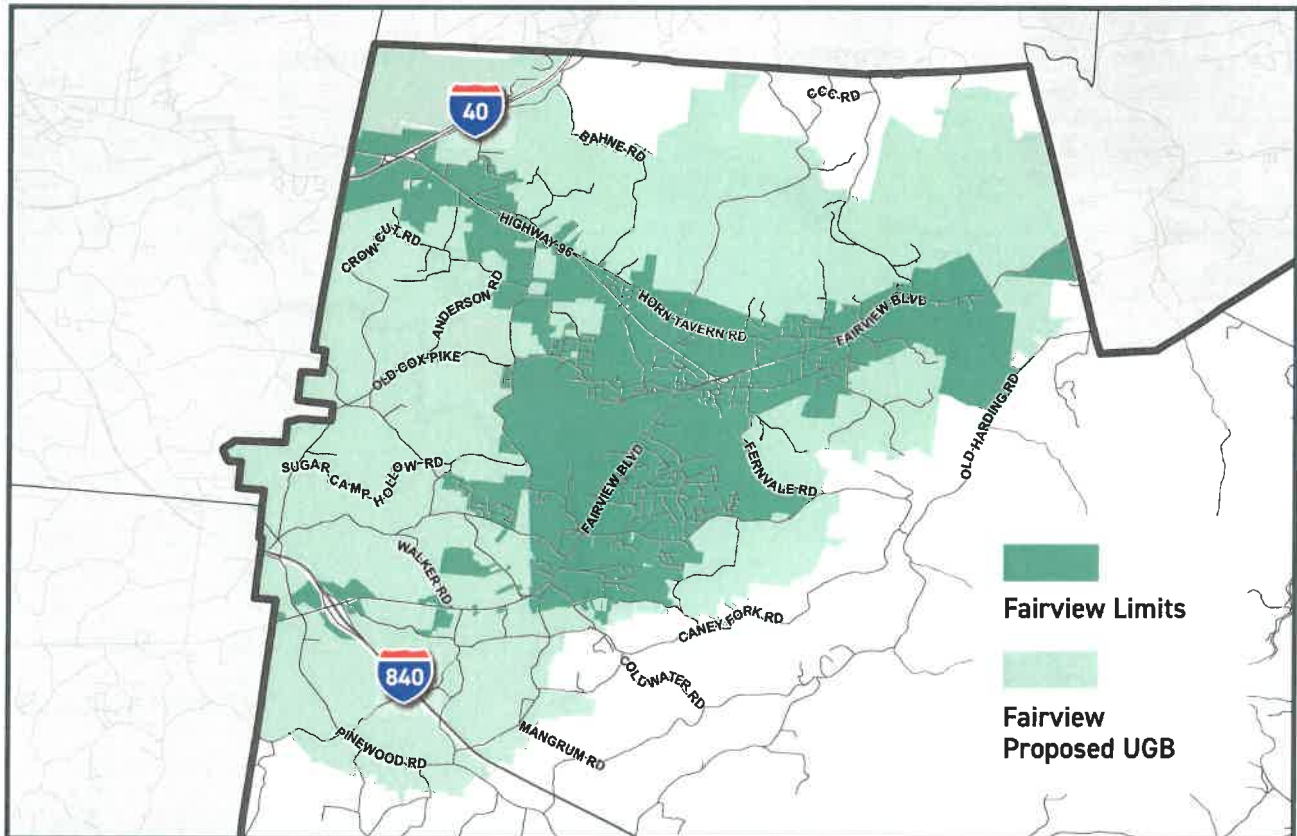 CCC RD
40
BAHNE RD
HIGHWAY 96
CROW CUT RD
ANDERSON RD
HORN TAVERN RD
FAIRVIEW BLVD
OLD COX PIKE
OLD HARDING RD
SUGAR CAMP HOLLOW RD
FERNVALE RD
FAIRVIEW BLVD
WALKER RD
Fairview Limits
CANEY FORK RD
840
COLDWATER RD
Fairview
Proposed UGB
MANGRUM RD
PINEWOOD RD